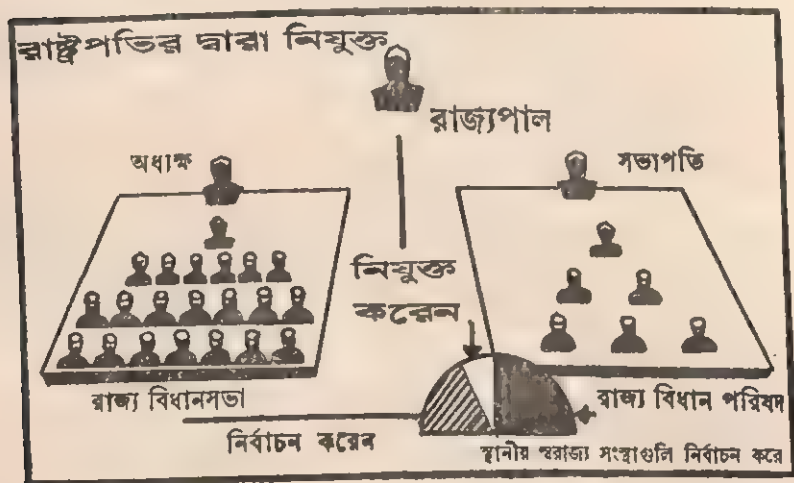 রাষ্ট্রপতির দ্বারা নিযুক্ত
রাজ্যপাল
অধ্যক্ষ
সভাপতি
নিযুক্ত
করেন
রাজ্য বিধানসভা
রাজ্য বিধান পরিষদ
নির্বাচন করেন
স্থানীয় স্বরাজ্য সংস্থাগুলি নির্বাচন করে